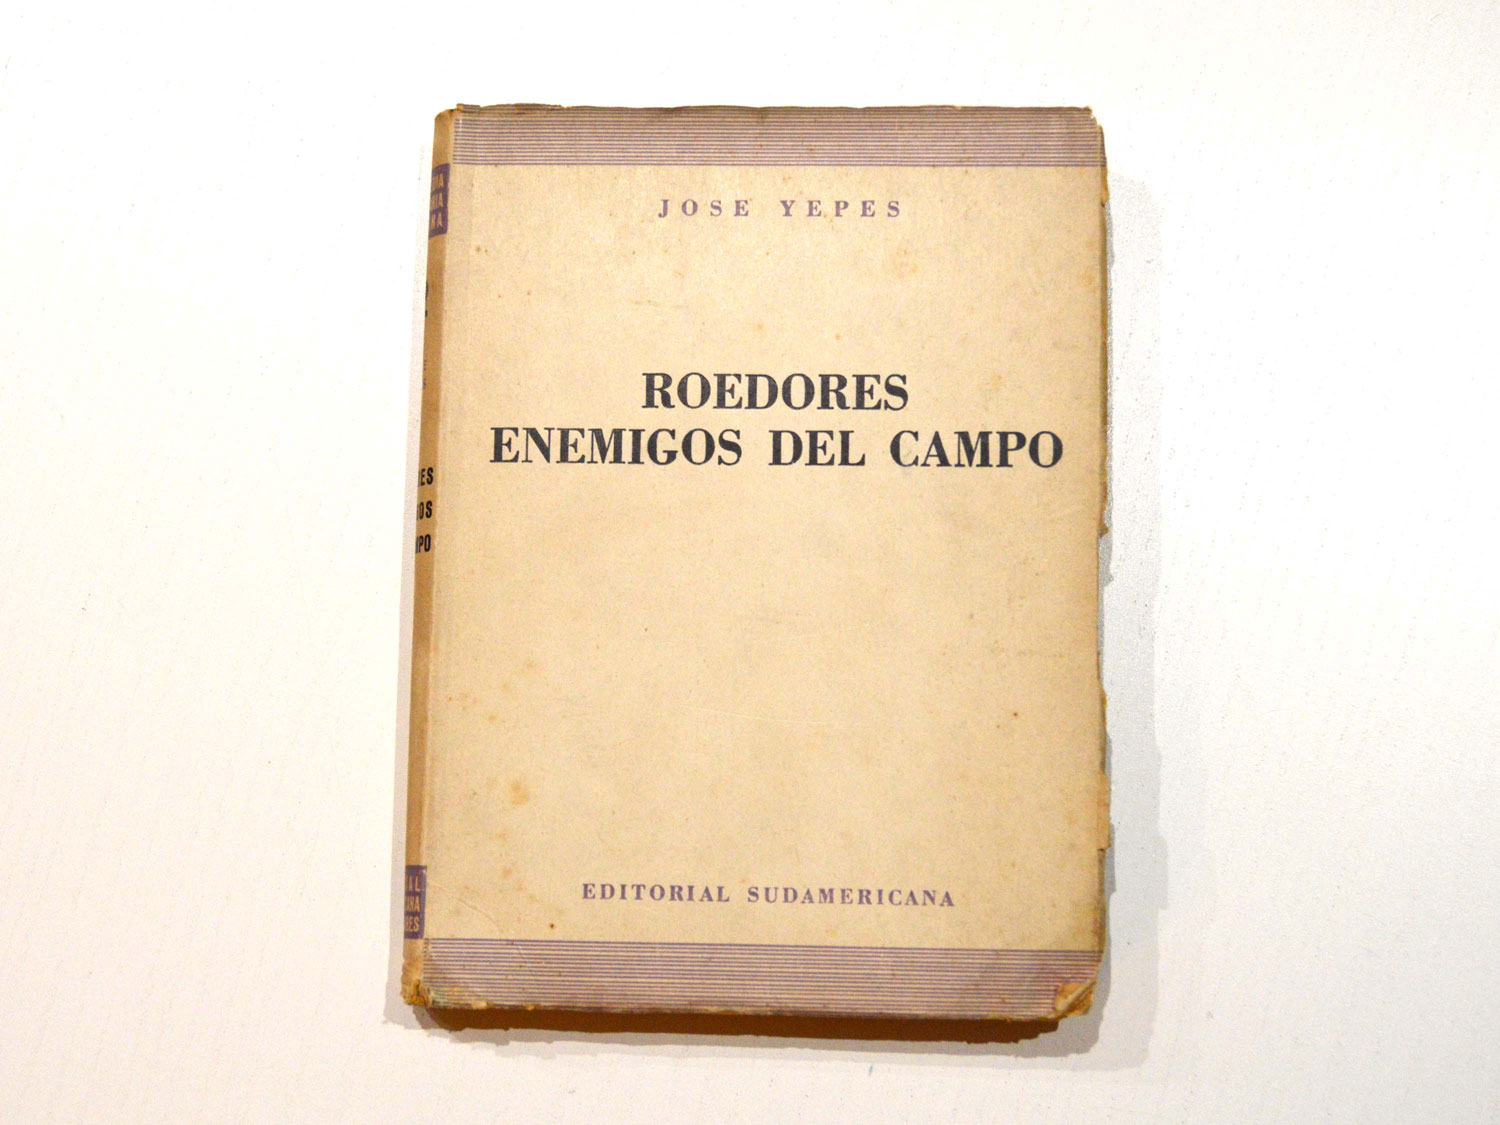 JOSE YEPES
ROEDORES
ENEMIGOS DEL CAMPO
EDITORIAL SUDAMERICANA